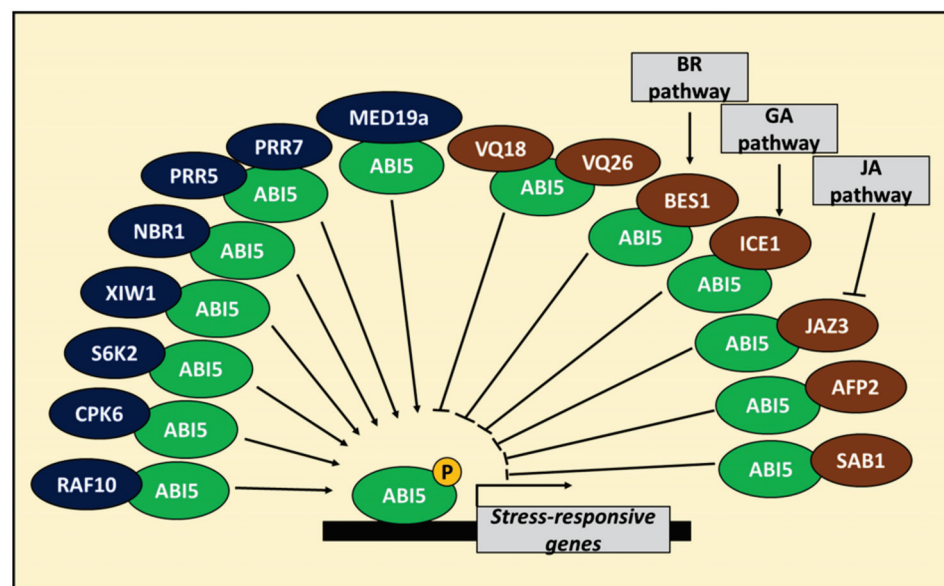 BR
pathway
GA
pathway
JA
pathway
MED19a
ABI5
PRR7
PRR5
ABI5
VQ18
VQ26
ABI5
BES1
ABI5
NBR1
ABI5
ICE1
ABI5
XIW1
ABI5
JAZ3
ABI5
S6K2
ABI5
AFP2
ABI5
CPK6
ABI5
SAB1
ABI5
RAF10
ABI5
P
ABI5
Stress-responsive
genes